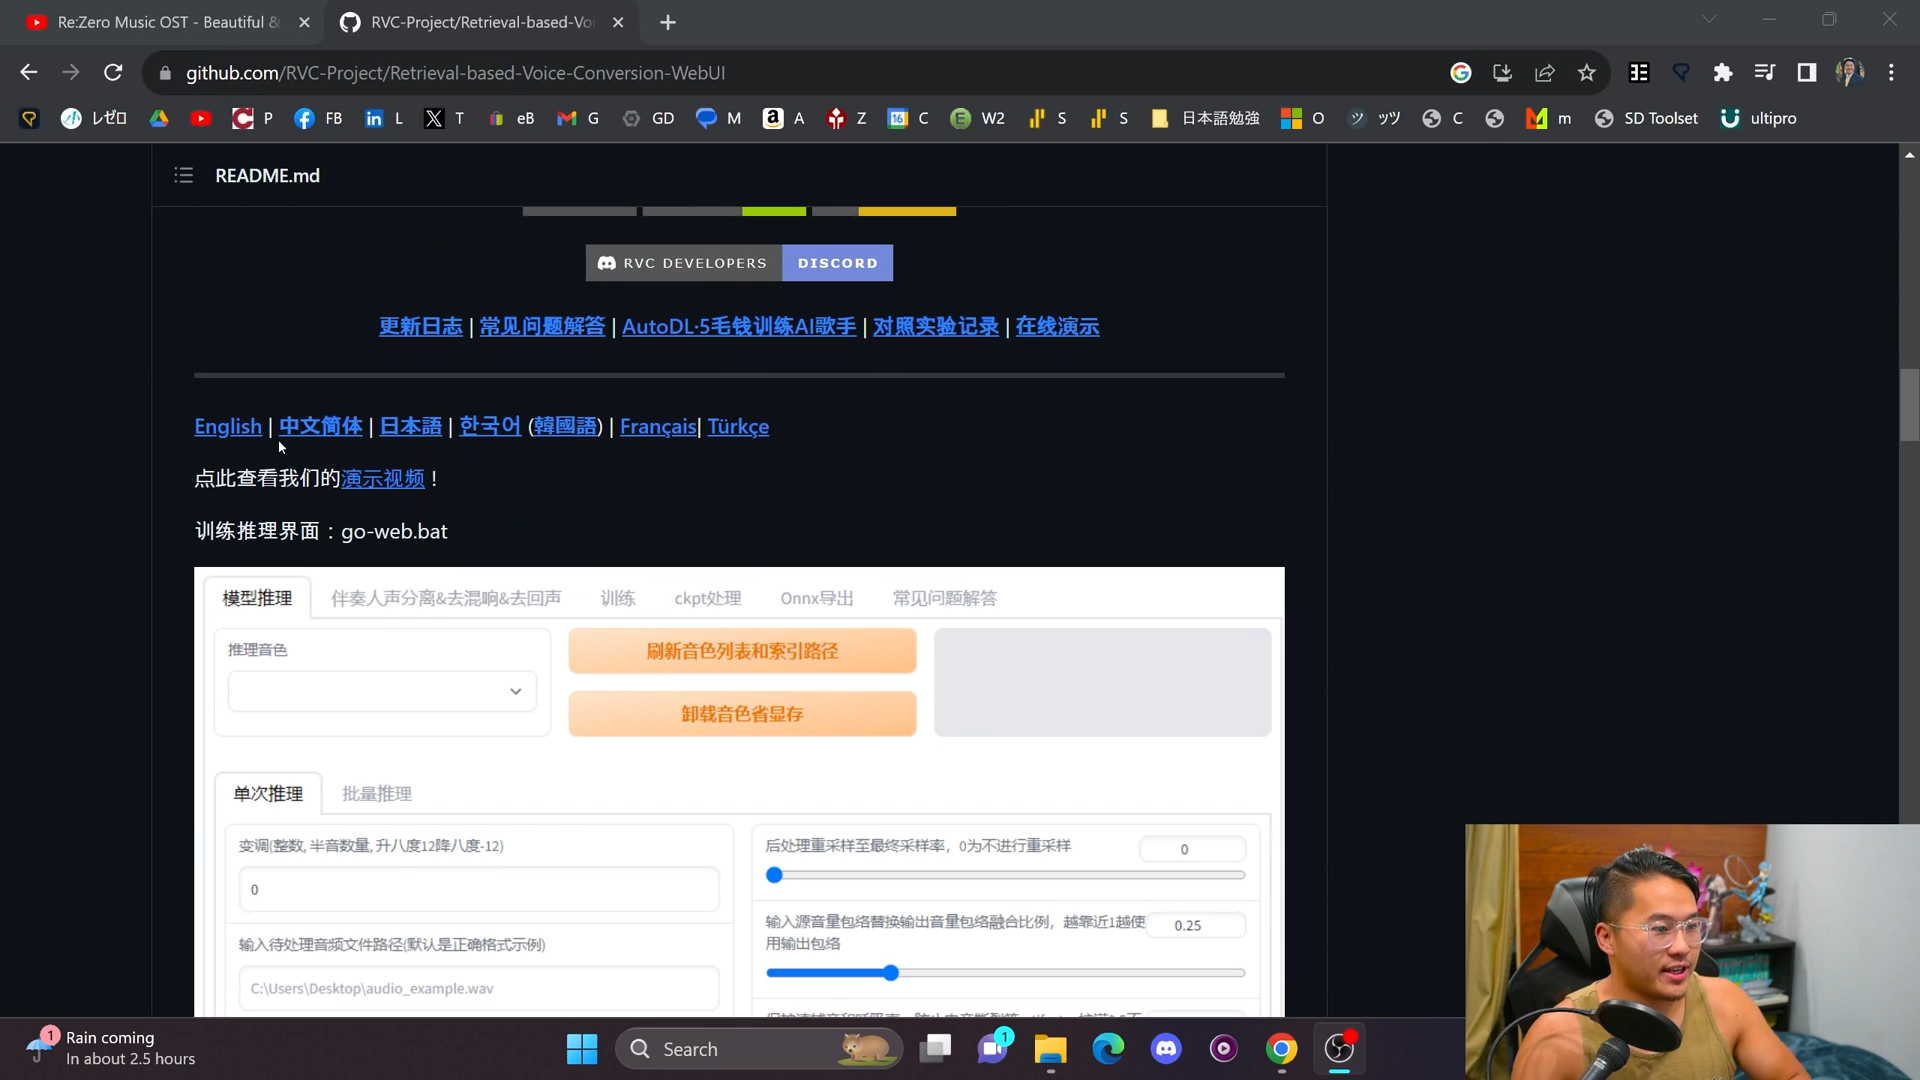 Re:Zero Music OST - Beautiful &
RVC-Project/Retrieval-based-Voi
github.com/RVC-Project/Retrieval-based-Voice-Conversion-WebUI
レゼロ P FB L T eB G GD M A Z 16 C W2 S S 日本語勉強 O ツ ッツ C m SD Toolset ultipro
README.md
RVC DEVELOPERS DISCORD
更新日志 | 常见问题解答 | AutoDL·5毛钱训练AI歌手 | 对照实验记录 | 在线演示
English | 中文简体 | 日本語 | 한국어 (韓國語) | Français| Türkçe
点此查看我们的演示视频！
训练推理界面：go-web.bat
模型推理 伴奏人声分离&去混响&去回声 训练 ckpt处理 Onnx导出 常见问题解答
推理音色
刷新音色列表和索引路径
卸载音色省显存
单次推理 批量推理
变调(整数, 半音数量, 升八度12降八度-12)
0
输入待处理音频文件路径(默认是正确格式示例)
C:\Users\Desktop\audio_example.wav
后处理重采样至最终采样率，0为不进行重采样
0
输入源音量包络替换输出音量包络融合比例，越靠近1越使
用输出包络
0.25
1 Rain coming
In about 2.5 hours
Search
1